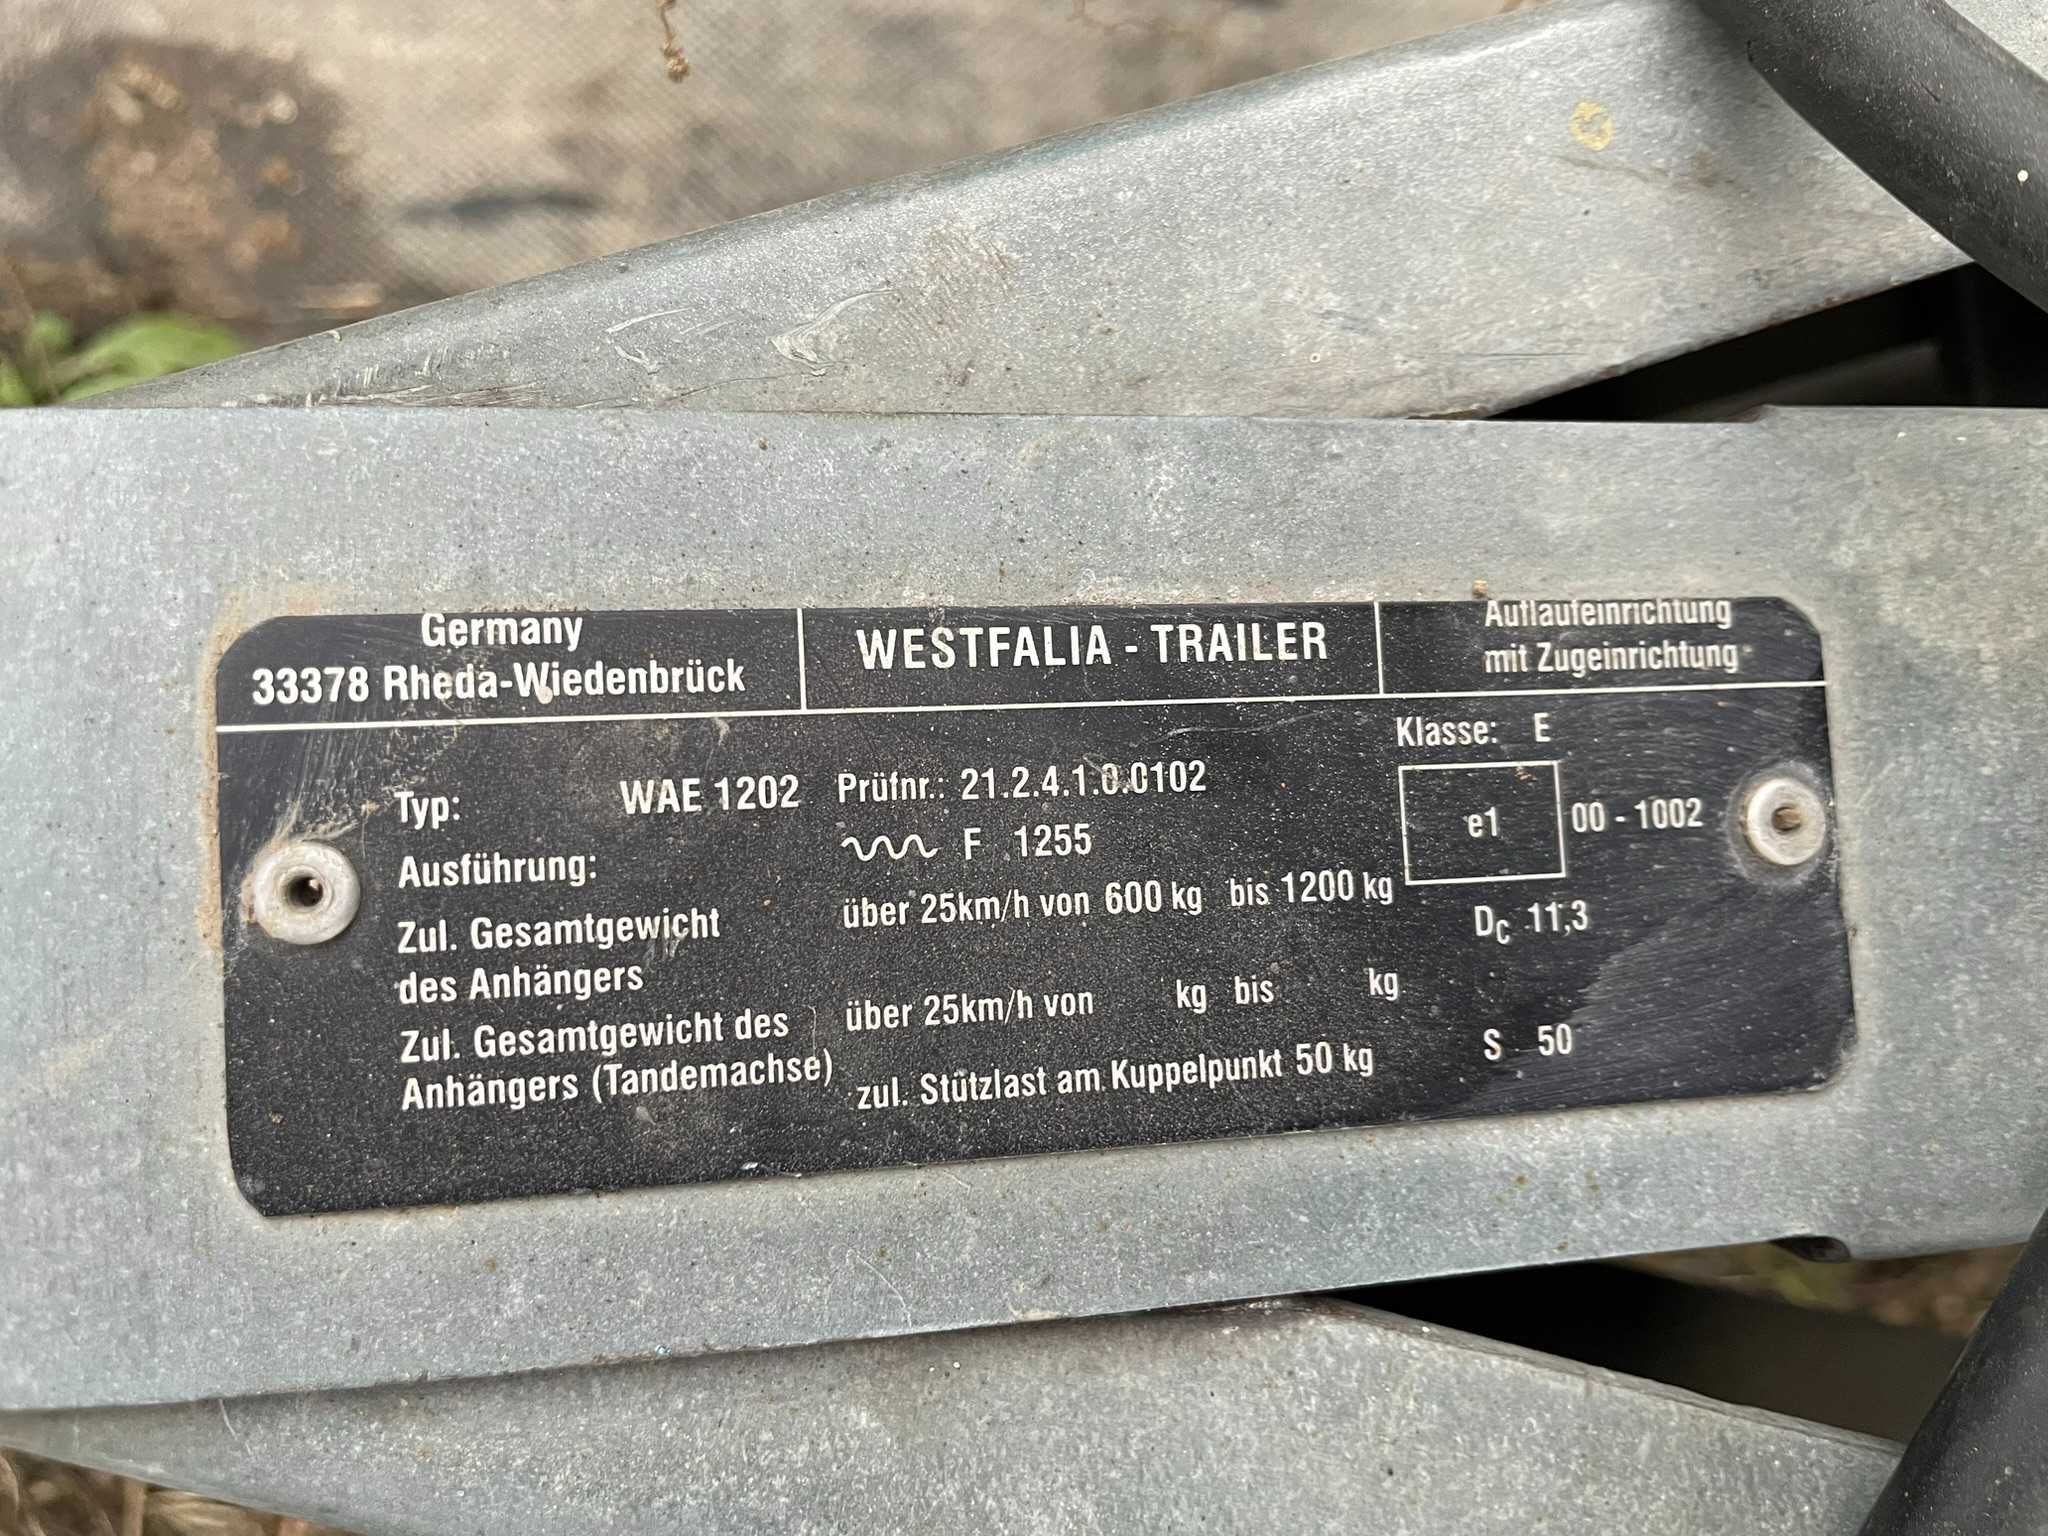 Germany
33378 Rheda-Wiedenbrück
WESTFALIA - TRAILER
Auflaufeinrichtung
mit Zugeinrichtung
Typ: WAE 1202
Prüfnr.: 21.2.4.1.0.0102
Ausführung:
F 1255
Zul. Gesamtgewicht
des Anhängers
über 25km/h von 600 kg bis 1200 kg
Zul. Gesamtgewicht des
Anhängers (Tandemachse)
über 25km/h von kg bis kg
zul. Stützlast am Kuppelpunkt 50 kg
Klasse: E
e1 00 - 1002
DC 11,3
S 50